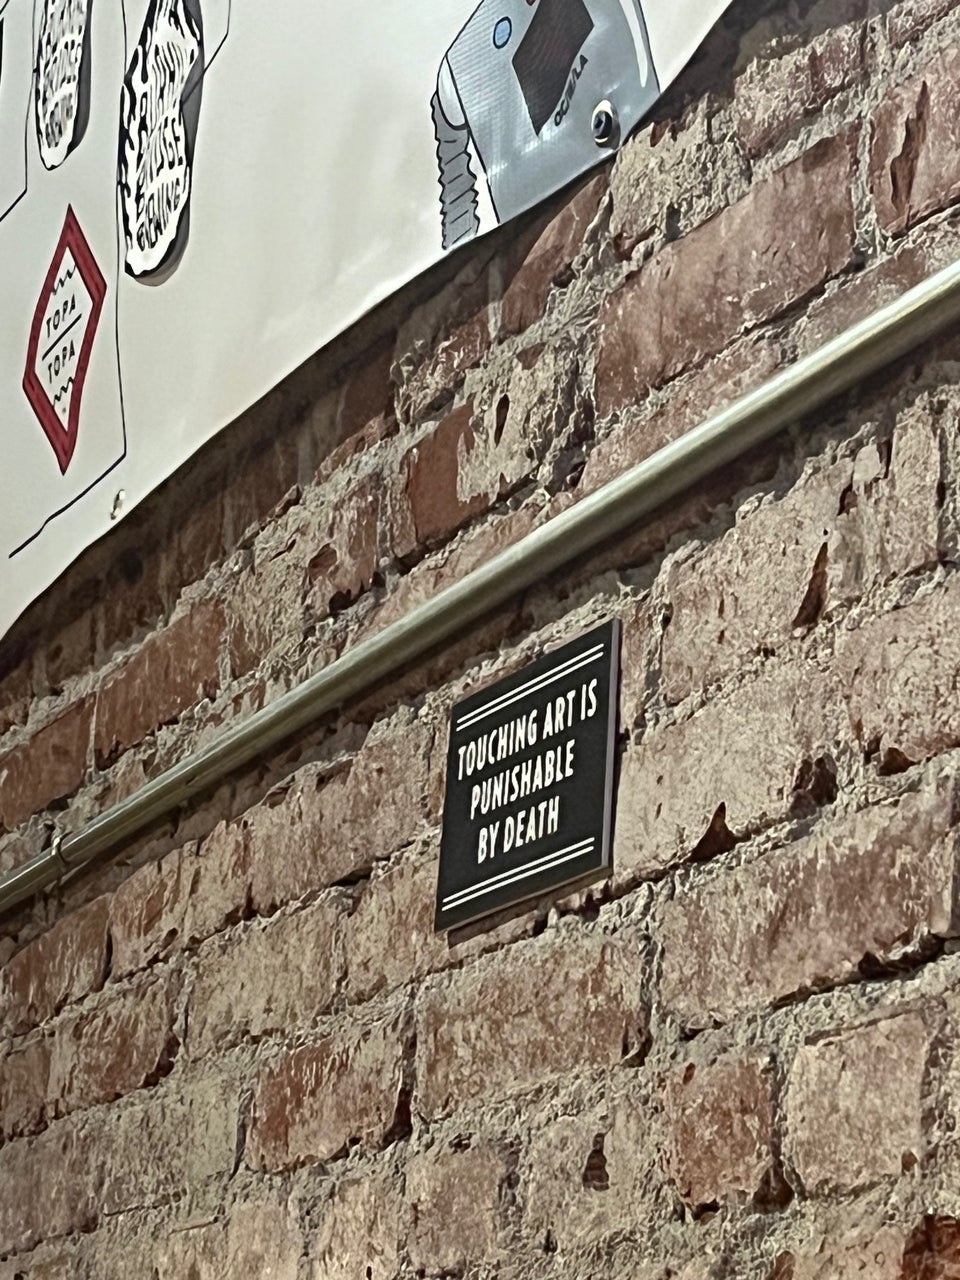 TOPA
TOPA
TOUCHING ART IS
PUNISHABLE
BY DEATH